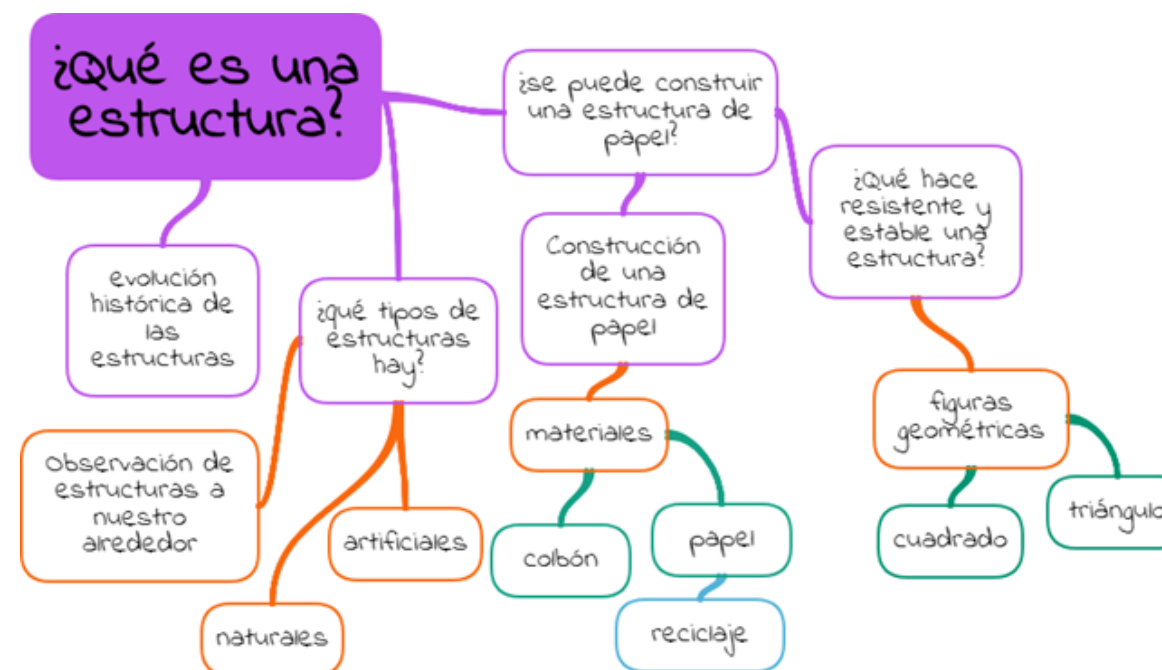 ¿Qué es una
estructura?
¿se puede construir
una estructura de
papel?
¿Qué hace
resistente y
estable una
estructura?
Construcción
de una
estructura de
papel
evolución
histórica de
las
estructuras
¿qué tipos de
estructuras
hay?
figuras
geométricas
materiales
Observación de
estructuras a
nuestro
alrededor
triángulo
artificiales
colbón
papel
cuadrado
naturales
reciclaje